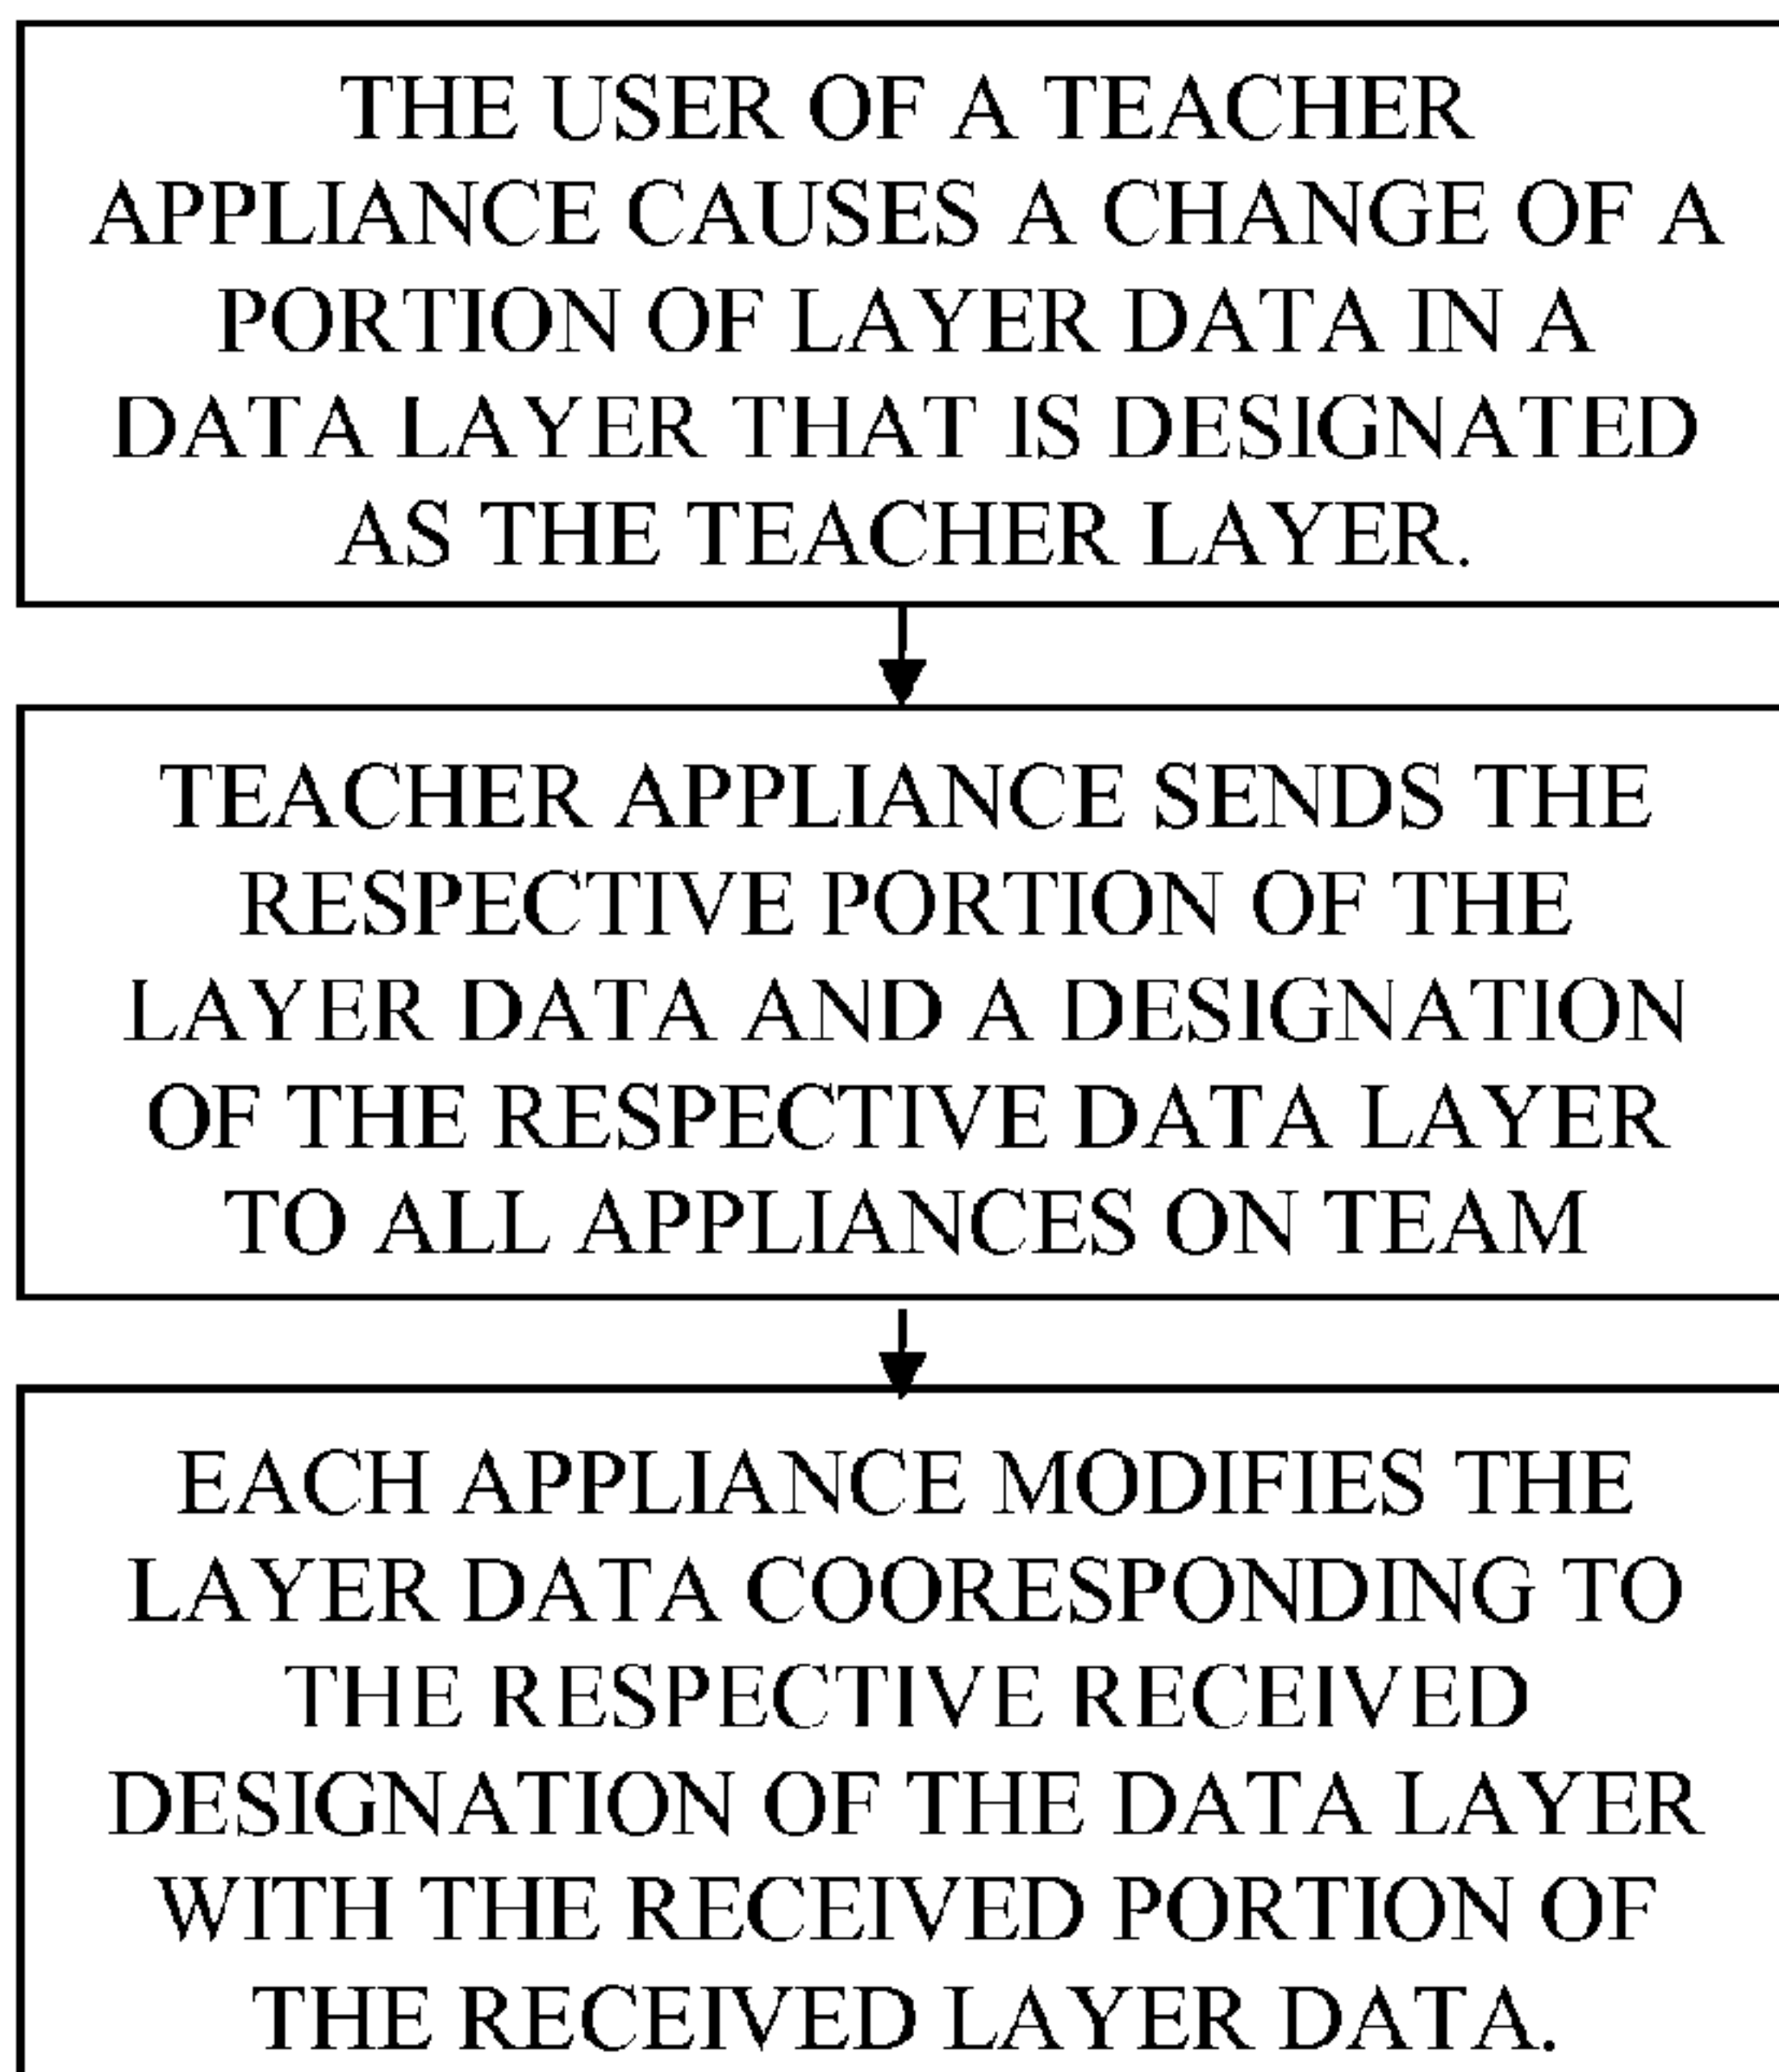 THE USER OF A TEACHER
APPLIANCE CAUSES A CHANGE OF A
PORTION OF LAYER DATA IN A
DATA LAYER THAT IS DESIGNATED
AS THE TEACHER LAYER.
TEACHER APPLIANCE SENDS THE
RESPECTIVE PORTION OF THE
LAYER DATA AND A DESIGNATION
OF THE RESPECTIVE DATA LAYER
TO ALL APPLIANCES ON TEAM
EACH APPLIANCE MODIFIES THE
LAYER DATA COORESPONDING TO
THE RESPECTIVE RECEIVED
DESIGNATION OF THE DATA LAYER
WITH THE RECEIVED PORTION OF
THE RECEIVED LAYER DATA.